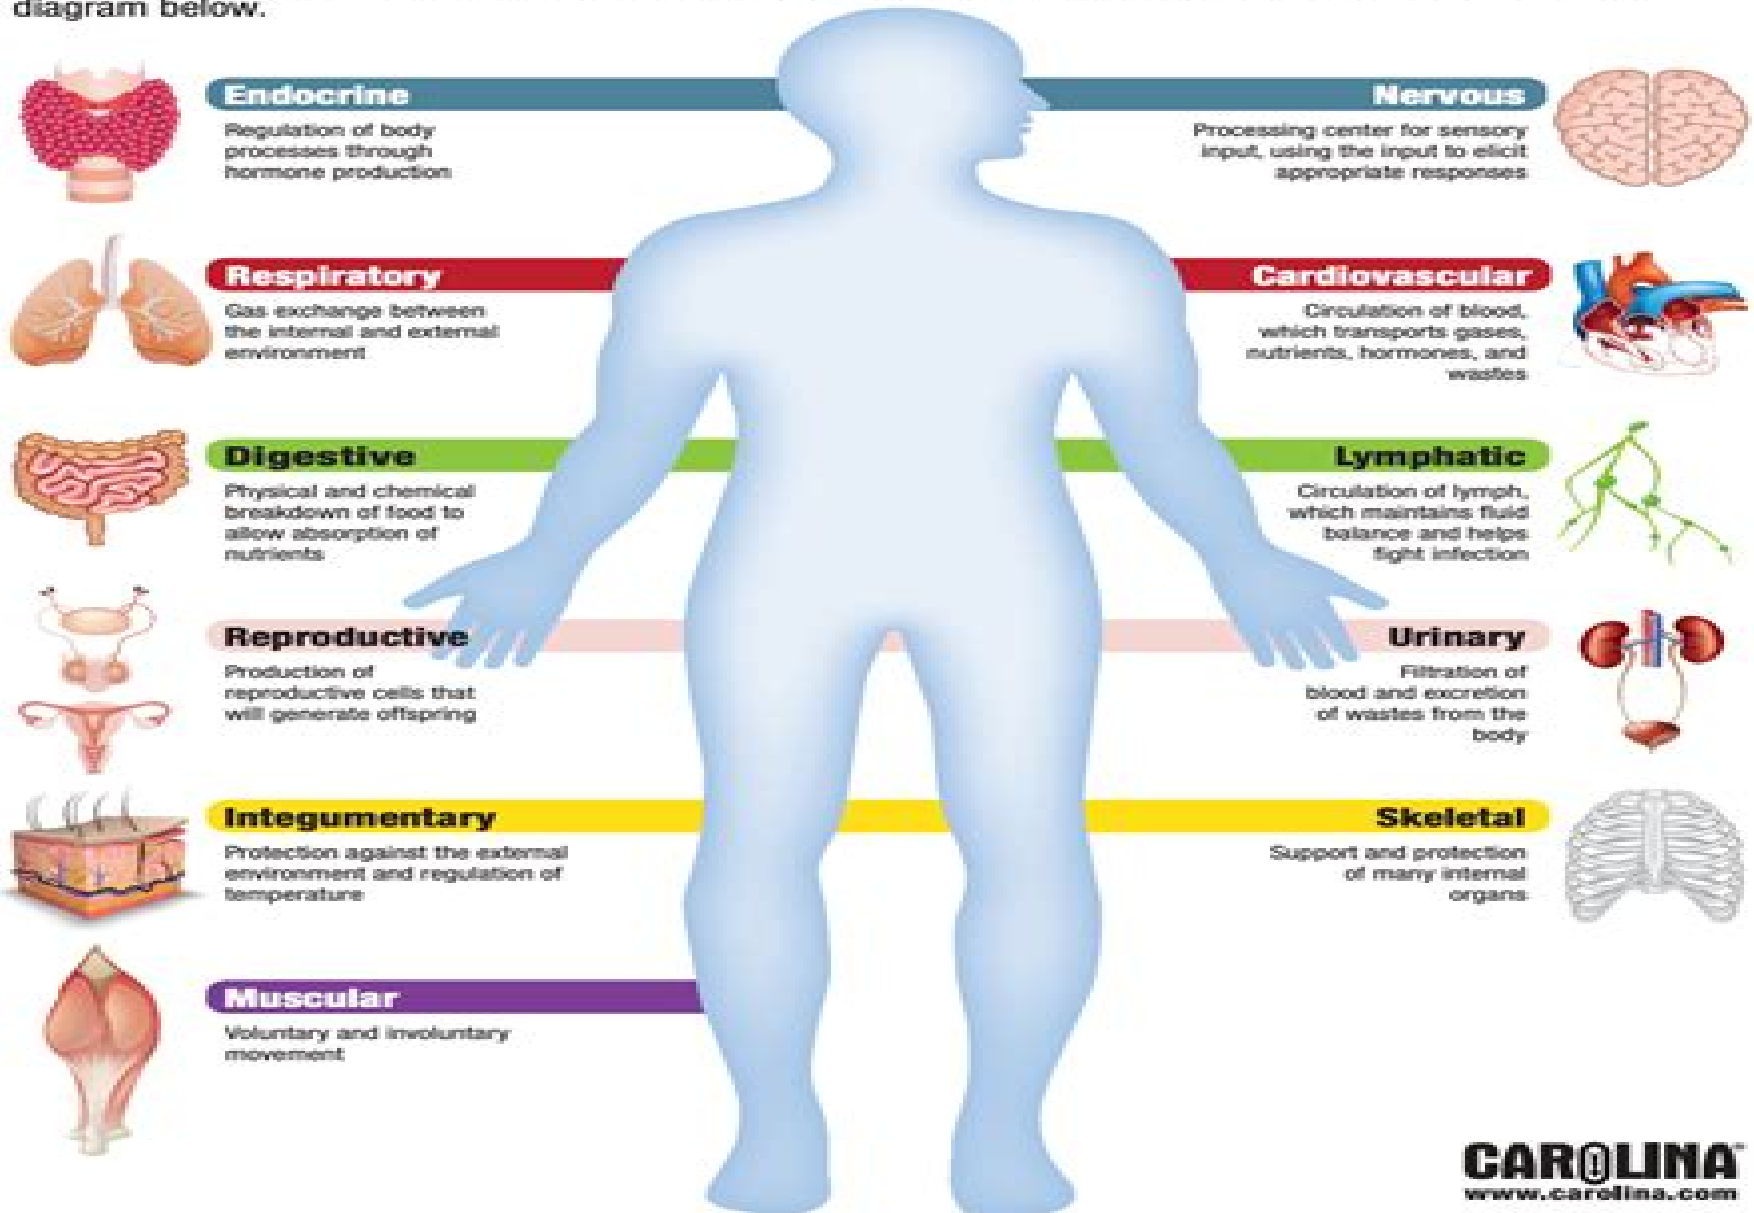 diagram below.
Endocrine
Regulation of body
processes through
hormone production
Respiratory
Gas exchange between
the internal and external
environment
Digestive
Physical and chemical
breakdown of food to
allow absorption of
nutrients
Reproductive
Production of
reproductive cells that
will generate offspring
Integumentary
Protection against the external
environment and regulation of
temperature
Muscular
Voluntary and involuntary
movement
Nervous
Processing center for sensory
input, using the input to elicit
appropriate responses
Cardiovascular
Circulation of blood,
which transports gases,
nutrients, hormones, and
wastes
Lymphatic
Circulation of lymph,
which maintains fluid
balance and helps
fight infection
Urinary
Filtration of
blood and excretion
of wastes from the
body
Skeletal
Support and protection
of many internal
organs
CAROLINA
www.carolina.com